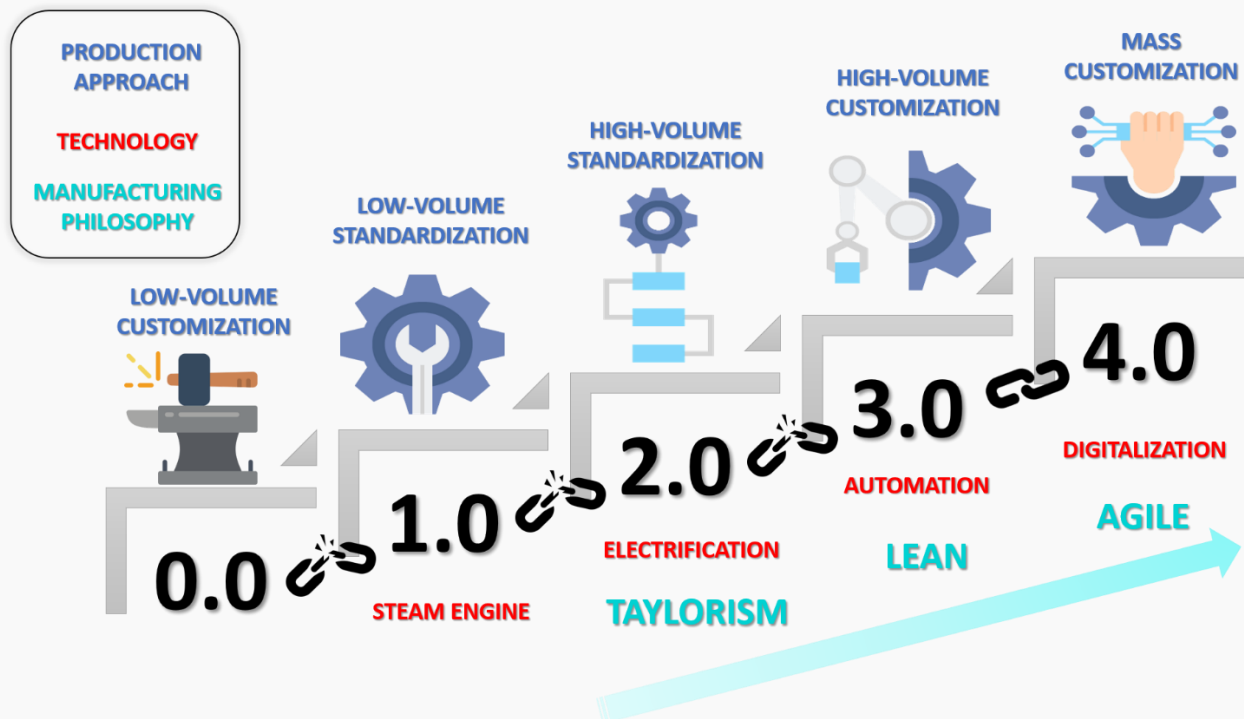 PRODUCTION
APPROACH
TECHNOLOGY
MANUFACTURING
PHILOSOPHY
LOW-VOLUME
CUSTOMIZATION
0.0
LOW-VOLUME
STANDARDIZATION
1.0
STEAM ENGINE
HIGH-VOLUME
STANDARDIZATION
2.0
ELECTRIFICATION
TAYLORISM
HIGH-VOLUME
CUSTOMIZATION
3.0
AUTOMATION
LEAN
MASS
CUSTOMIZATION
4.0
DIGITALIZATION
AGILE